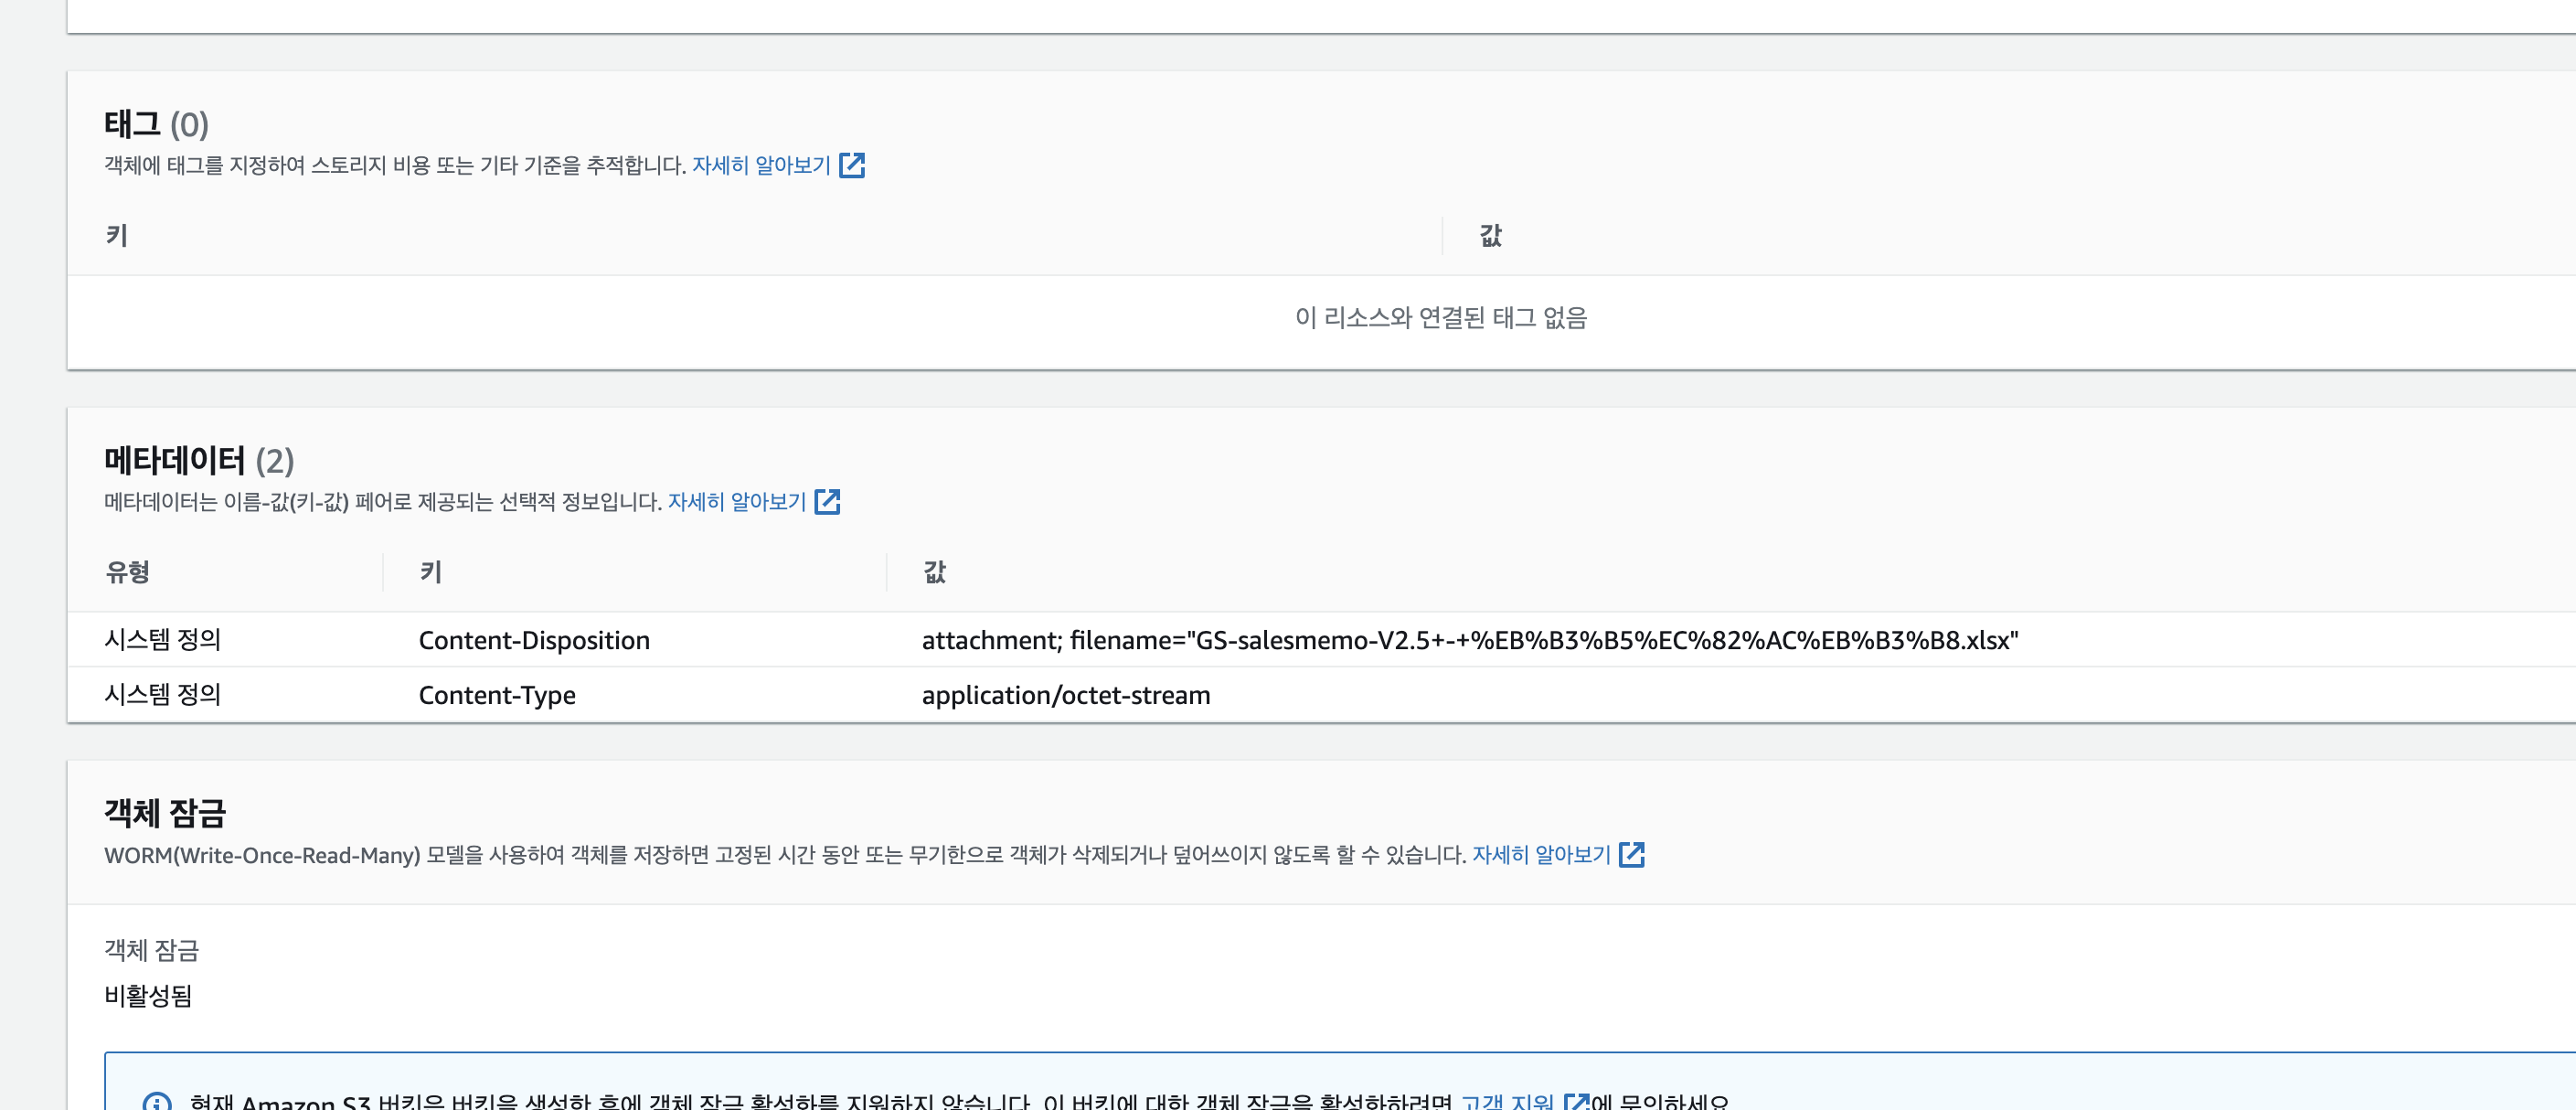 태그 (0)
객체에 태그를 지정하여 스토리지 비용 또는 기타 기준을 추적합니다. 자세히 알아보기
키 값
이 리소스와 연결된 태그 없음
메타데이터 (2)
메타데이터는 이름-값(키-값) 페어로 제공되는 선택적 정보입니다. 자세히 알아보기
유형 키 값
시스템 정의 Content-Disposition attachment; filename="GS-salesmemo-V2.5+-+%EB%B3%B5%EC%82%AC%EB%B3%B8.xlsx"
시스템 정의 Content-Type application/octet-stream
객체 잠금
WORM(Write-Once-Read-Many) 모델을 사용하여 객체를 저장하면 고정된 시간 동안 또는 무기한으로 객체가 삭제되거나 덮어쓰이지 않도록 할 수 있습니다. 자세히 알아보기
객체 잠금
비활성됨
현재 Amazon S3 버킷은 버킷을 생성한 후에 객체 잠금 활성화를 지원하지 않습니다. 이 버킷에 대한 객체 잠금을 활성화하려면 고객 지원에 문의하세요